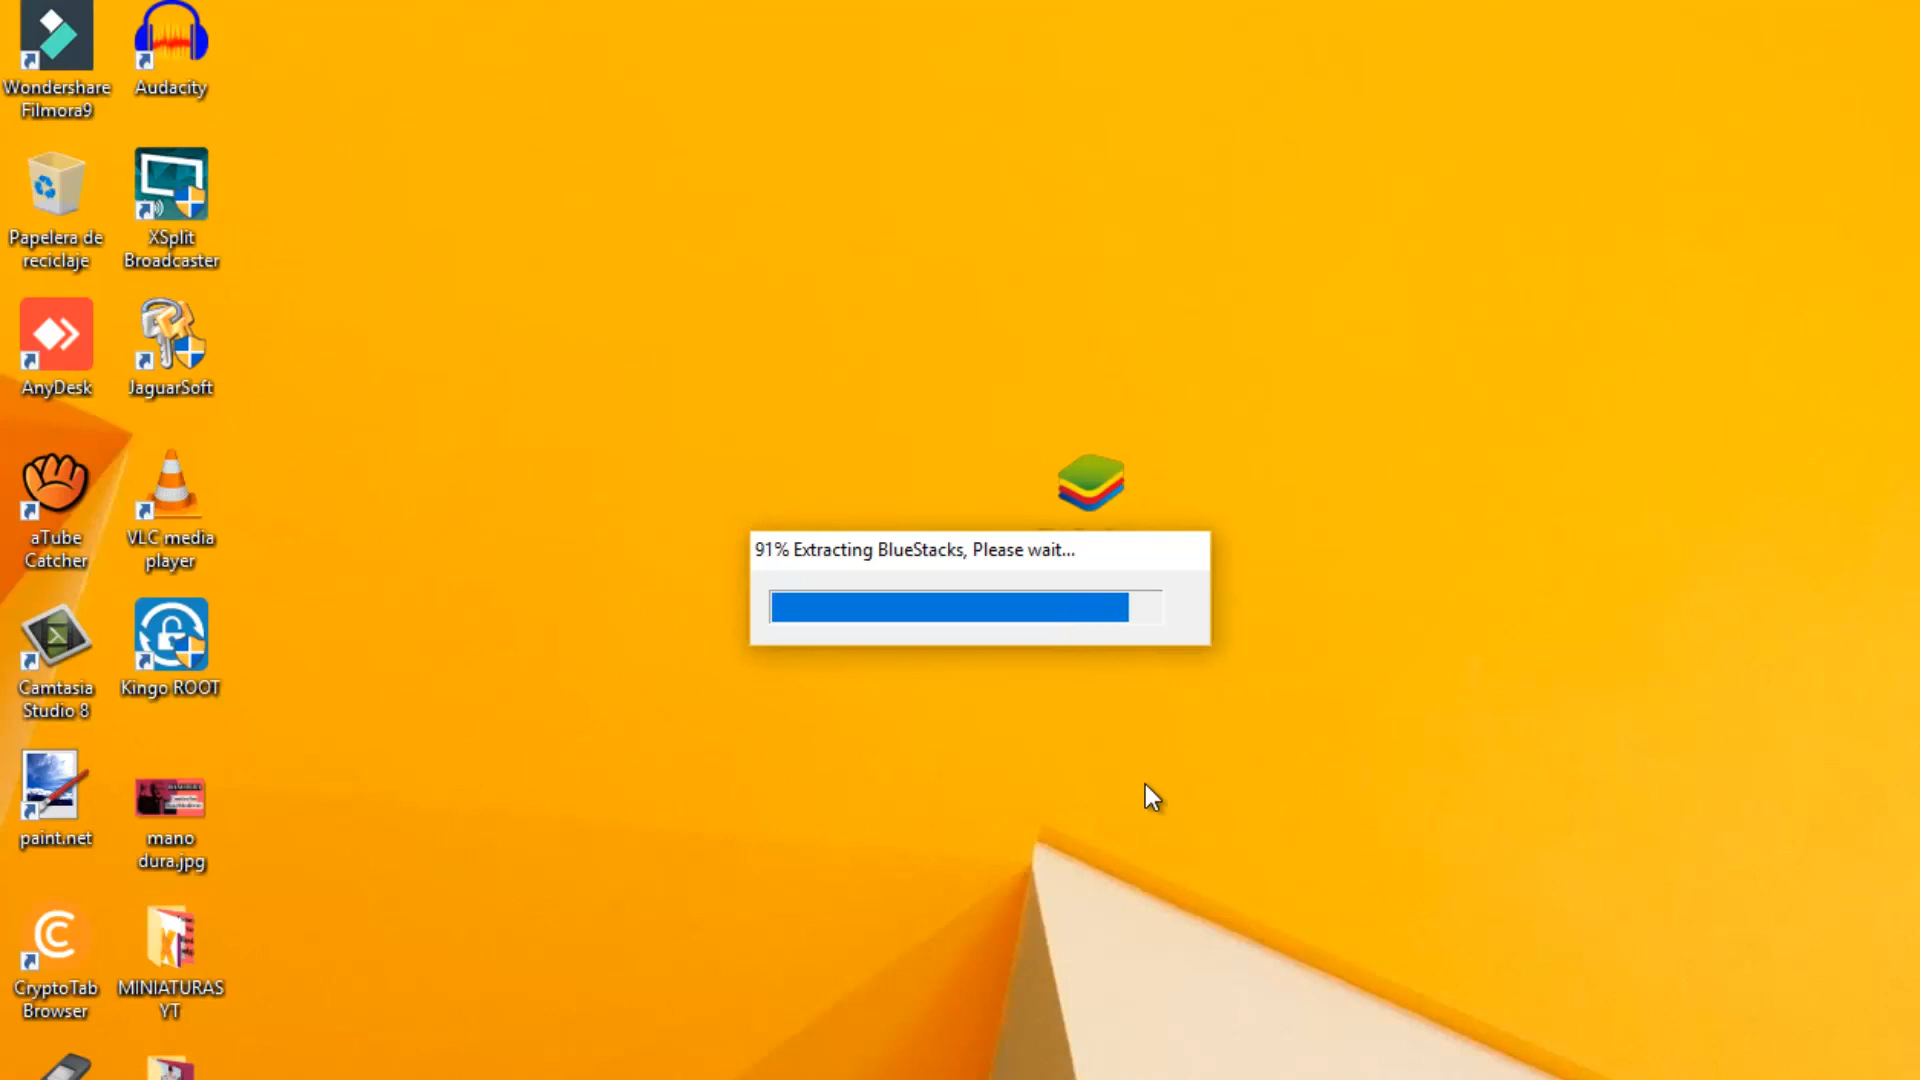 Wondershare
Filmora9
Audacity
Papelera de
reciclaje
XSplit
Broadcaster
AnyDesk
JaguarSoft
aTube
Catcher
VLC media
player
91% Extracting BlueStacks, Please wait...
Camtasia
Studio 8
Kingo ROOT
paint.net
mano
dura.jpg
CryptoTab
Browser
MINIATURAS
YT